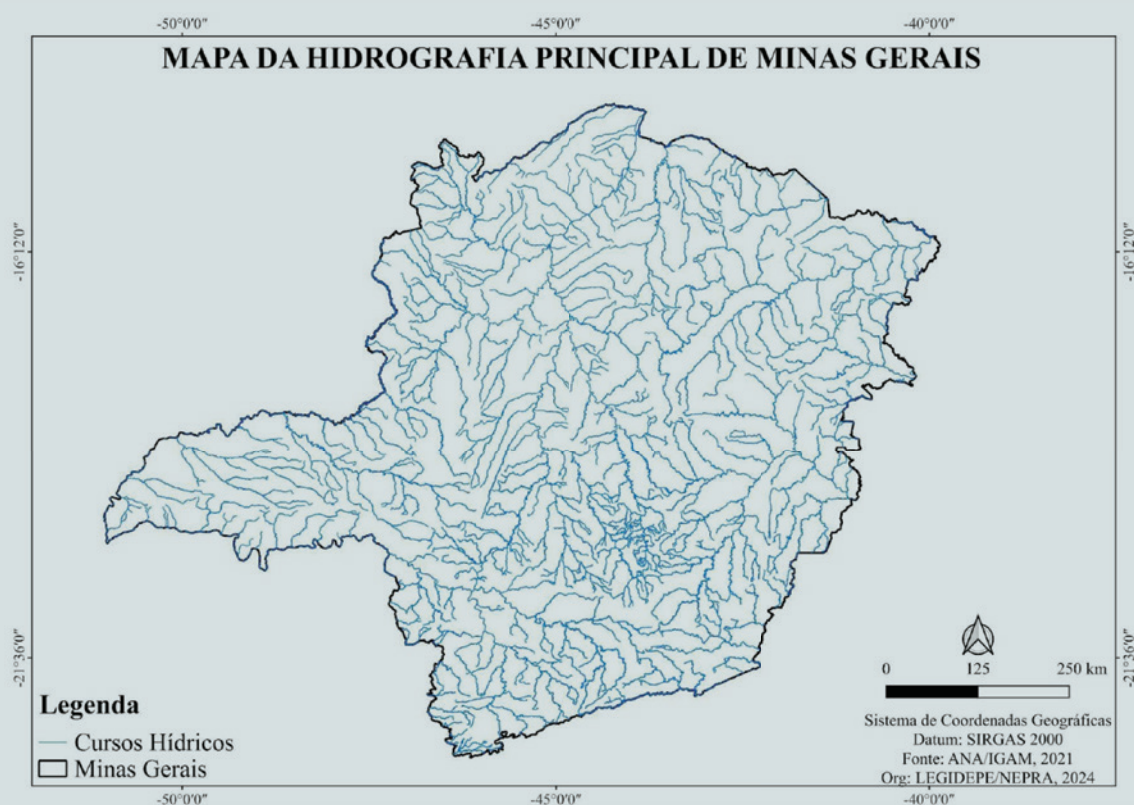 -50°0'0" -45°0'0" -40°0'0"
MAPA DA HIDROGRAFIA PRINCIPAL DE MINAS GERAIS
-16°12'0" -16°12'0"
-21°36'0" -21°36'0"
0 125 250 km
Legenda
Cursos Hídricos
Minas Gerais
Sistema de Coordenadas Geográficas
Datum: SIRGAS 2000
Fonte: ANA/IGAM, 2021
Org: LEGIDEPE/NEPRA, 2024
-50°0'0" -45°0'0" -40°0'0"